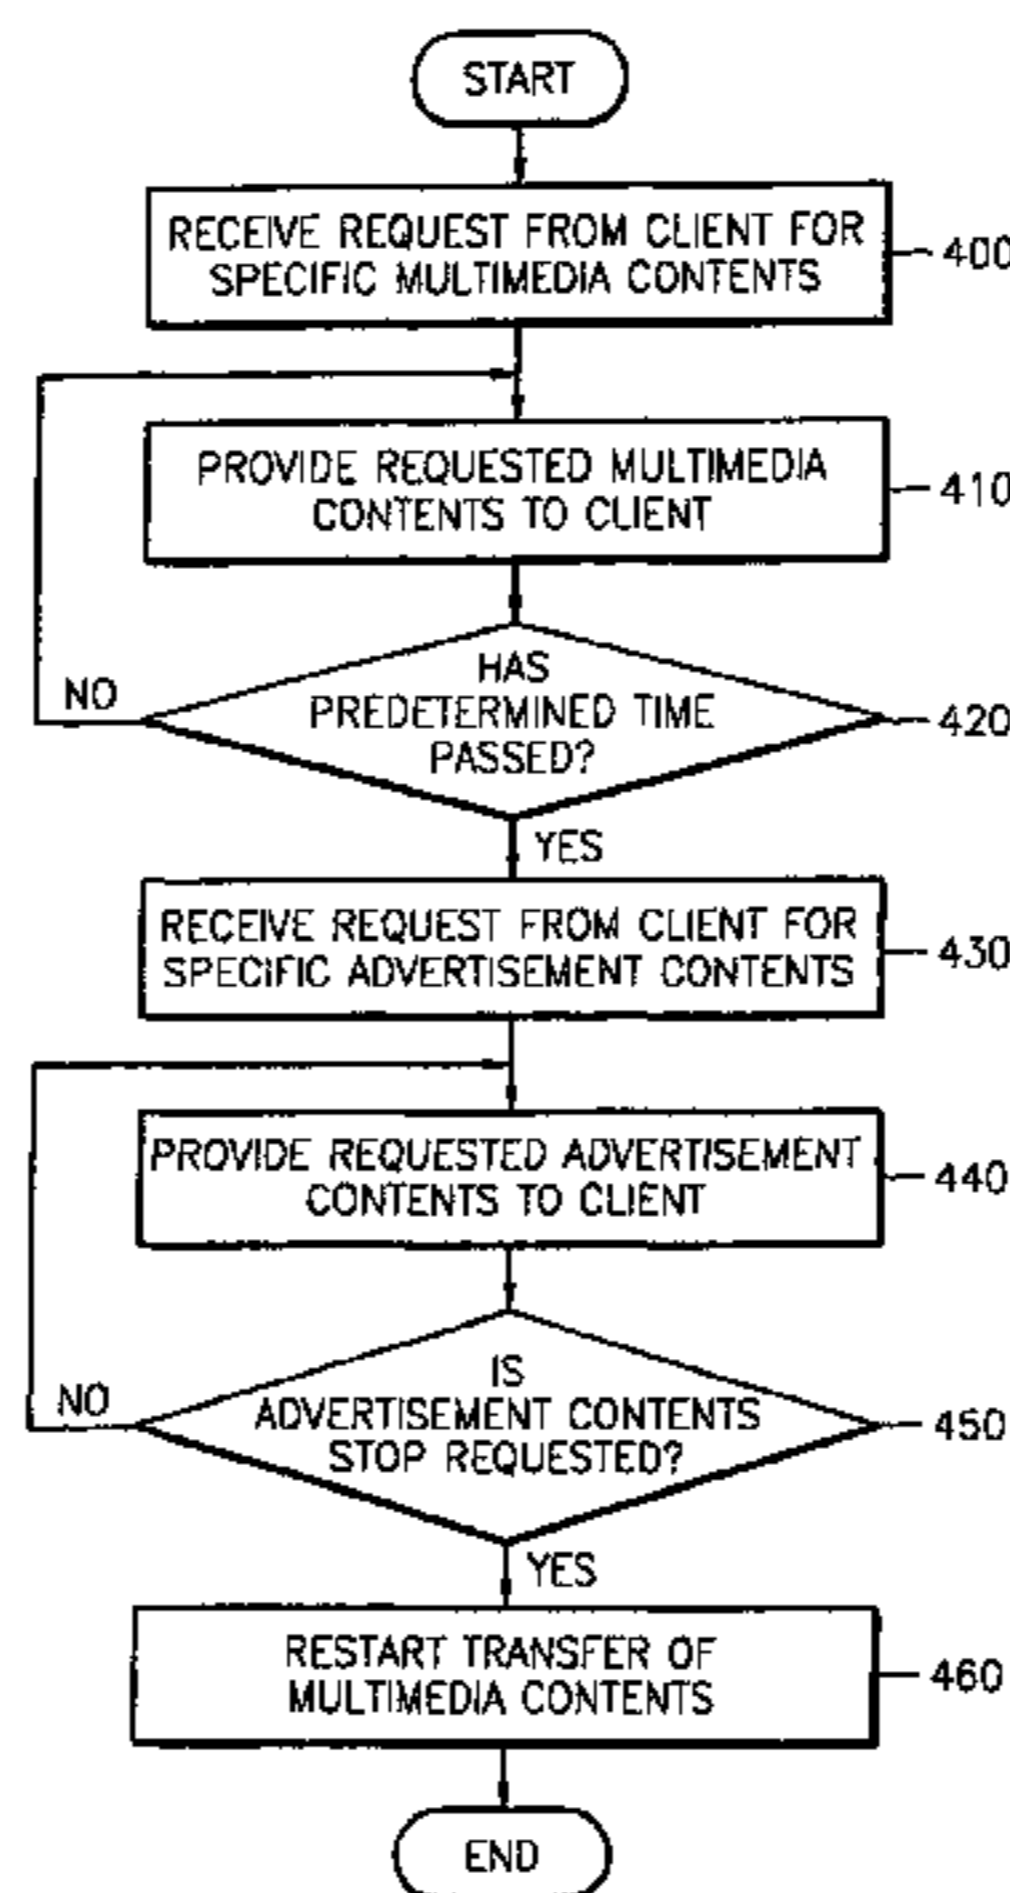 START
RECEIVE REQUEST FROM CLIENT FOR
SPECIFIC MULTIMEDIA CONTENTS
400
PROVIDE REQUESTED MULTIMEDIA
CONTENTS TO CLIENT
410
HAS
PREDETERMINED TIME
PASSED?
NO
420
YES
RECEIVE REQUEST FROM CLIENT FOR
SPECIFIC ADVERTISEMENT CONTENTS
430
PROVIDE REQUESTED ADVERTISEMENT
CONTENTS TO CLIENT
440
IS
ADVERTISEMENT CONTENTS
STOP REQUESTED?
NO
450
YES
RESTART TRANSFER OF
MULTIMEDIA CONTENTS
460
END